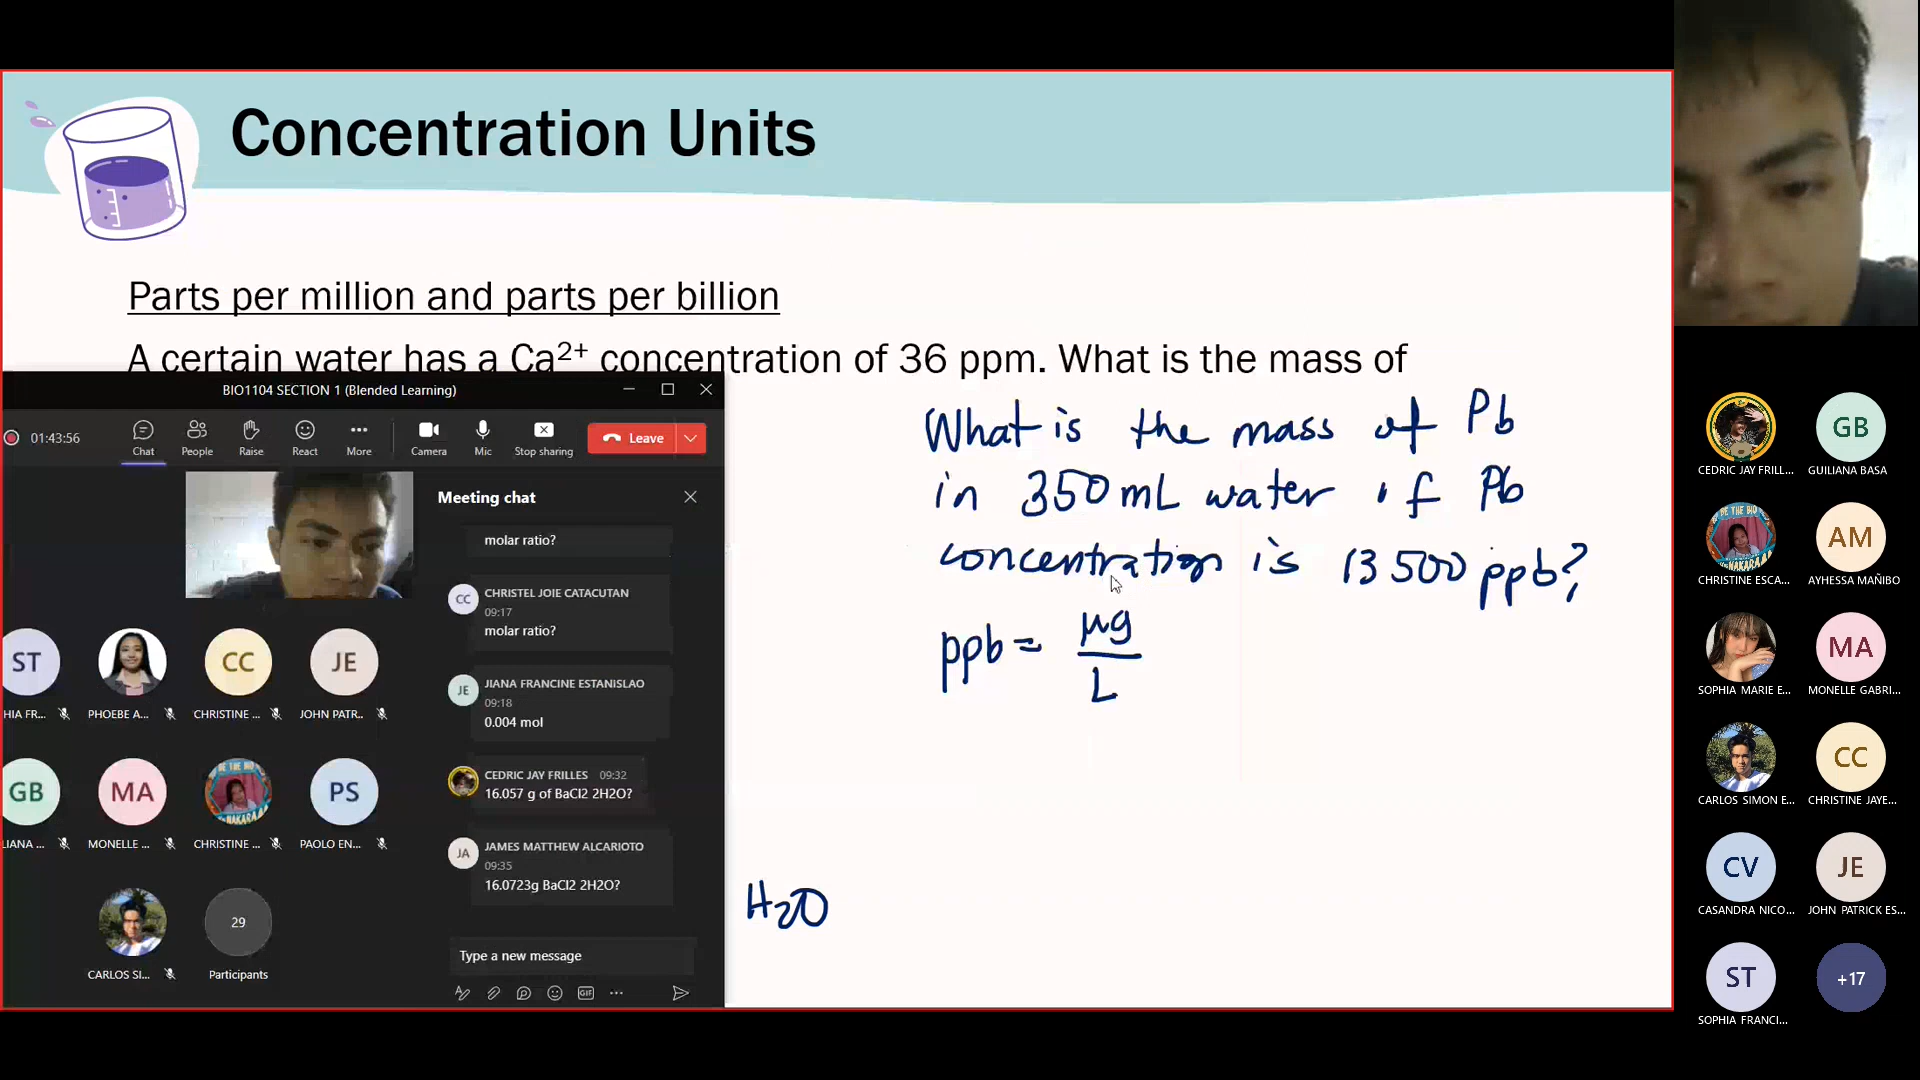 Concentration Units
Parts per million and parts per billion
A certain water has a Ca²⁺ concentration of 36 ppm. What is the mass of
What is the mass of Pb
in 350 mL water if Pb
concentration is 13 500 ppb?
ppb = µg
L
H₂O
BIO1104 SECTION 1 (Blended Learning)
01:43:56
Chat
People
Raise
React
More
Camera
Mic
Stop sharing
Leave
Meeting chat
molar ratio?
CC
CHRISTEL JOIE CATACUTAN
09:17
molar ratio?
JE
JIANA FRANCINE ESTANISLAO
09:18
0.004 mol
CEDRIC JAY FRILLES 09:32
16.057 g of BaCl2 2H2O?
JA
JAMES MATTHEW ALCARIOTO
09:35
16.0723g BaCl2 2H2O?
Type a new message
GIF
ST
CC
JE
HIA FR...
PHOEBE A...
CHRISTINE ...
JOHN PATR..
GB
MA
PS
LIANA ...
MONELLE ...
CHRISTINE ...
PAOLO EN...
29
CARLOS SI...
Participants
GB
CEDRIC JAY FRILL...
GUILIANA BASA
BE THE BIO
AM
CHRISTINE ESCA...
AYHESSA MAÑIBO
MA
SOPHIA MARIE E...
MONELLE GABRI...
CC
CARLOS SIMON E...
CHRISTINE JAYE...
CV
JE
CASANDRA NICO...
JOHN PATRICK ES...
ST
+17
SOPHIA FRANCI...